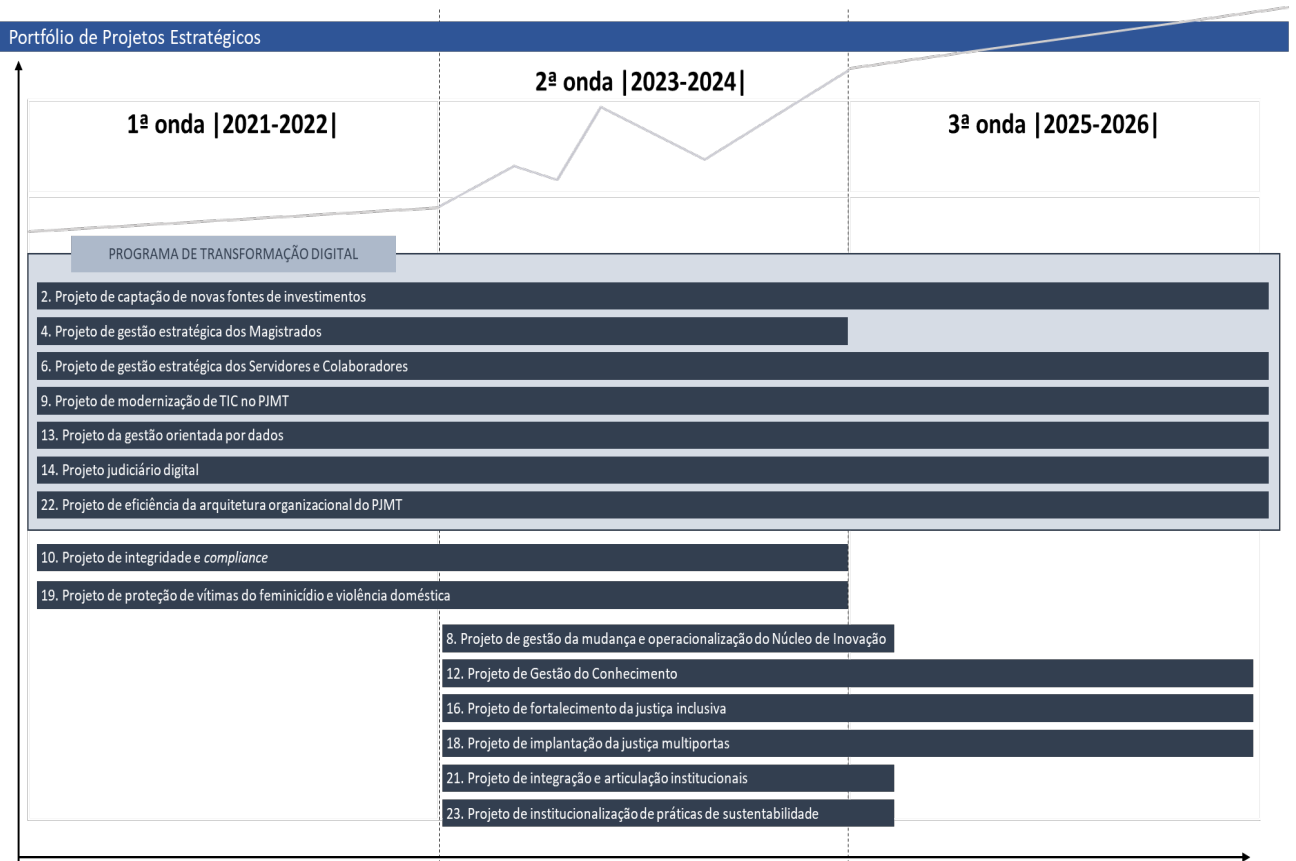 Portfólio de Projetos Estratégicos
2ª onda |2023-2024|
1ª onda |2021-2022|
3ª onda |2025-2026|
PROGRAMA DE TRANSFORMAÇÃO DIGITAL
2. Projeto de captação de novas fontes de investimentos
4. Projeto de gestão estratégica dos Magistrados
6. Projeto de gestão estratégica dos Servidores e Colaboradores
9. Projeto de modernização de TIC no PJMT
13. Projeto da gestão orientada por dados
14. Projeto judiciário digital
22. Projeto de eficiência da arquitetura organizacional do PJMT
10. Projeto de integridade e compliance
19. Projeto de proteção de vítimas do feminicídio e violência doméstica
8. Projeto de gestão da mudança e operacionalização do Núcleo de Inovação
12. Projeto de Gestão do Conhecimento
16. Projeto de fortalecimento da justiça inclusiva
18. Projeto de implantação da justiça multiportas
21. Projeto de integração e articulação institucionais
23. Projeto de institucionalização de práticas de sustentabilidade